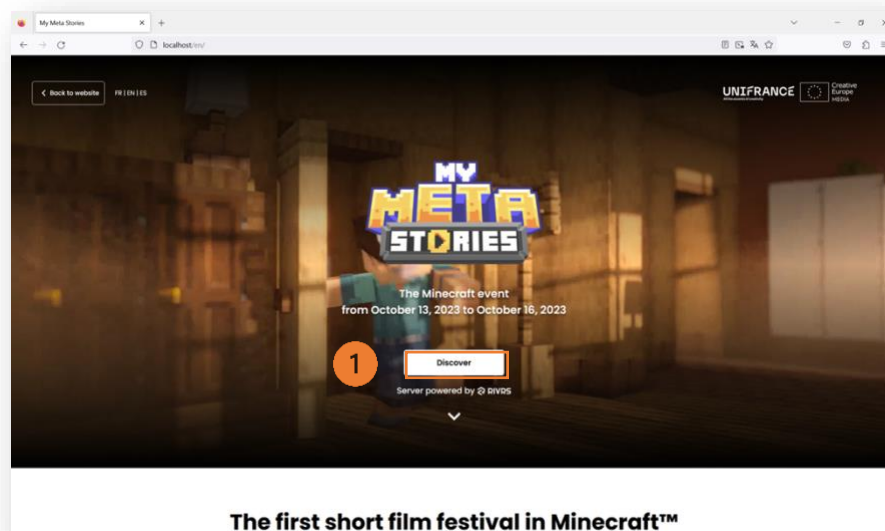 My Meta Stories
localhost/en/
Back to website
FR | EN | ES
UNIFRANCE
Creative
Europe
MEDIA
MY
META
STORIES
The Minecraft event
from October 13, 2023 to October 16, 2023
1
Discover
Server powered by RIVRS
The first short film festival in Minecraft™